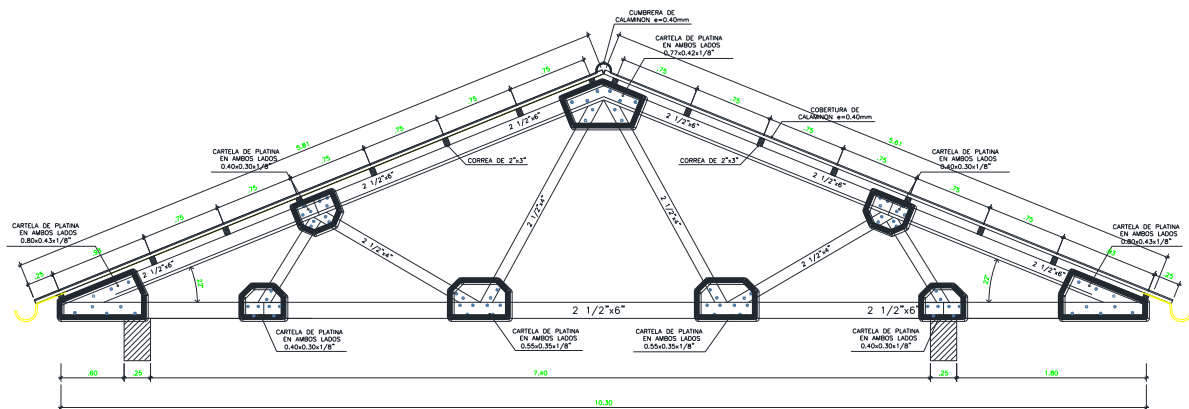 CUMBRERA DE
CALAMINON e=0.40mm
CARTELA DE PLATINA
EN AMBOS LADOS
0.77x0.42x1/8"
.75
.75
.75
.75
COBERTURA DE
CALAMINON e=0.40mm
2 1/2"x6"
2 1/2"x6"
.75
.75
5.81
5.61
CARTELA DE PLATINA
EN AMBOS LADOS
0.40x0.30x1/8"
CORREA DE 2"x3"
CORREA DE 2"x3"
CARTELA DE PLATINA
EN AMBOS LADOS
0.40x0.30x1/8"
.75
.75
.75
.75
2 1/2"x6"
2 1/2"x6"
.75
.75
2 1/2"x4"
2 1/2"x4"
CARTELA DE PLATINA
EN AMBOS LADOS
0.80x0.43x1/8"
CARTELA DE PLATINA
EN AMBOS LADOS
0.80x0.43x1/8"
2 1/2"x4"
.25
2 1/2"x6"
22°
22°
2 1/2"x6"
.25
2 1/2"x6"
2 1/2"x6"
CARTELA DE PLATINA
EN AMBOS LADOS
0.40x0.30x1/8"
CARTELA DE PLATINA
EN AMBOS LADOS
0.55x0.35x1/8"
CARTELA DE PLATINA
EN AMBOS LADOS
0.55x0.35x1/8"
CARTELA DE PLATINA
EN AMBOS LADOS
0.40x0.30x1/8"
.60
.25
7.40
.25
1.80
10.30